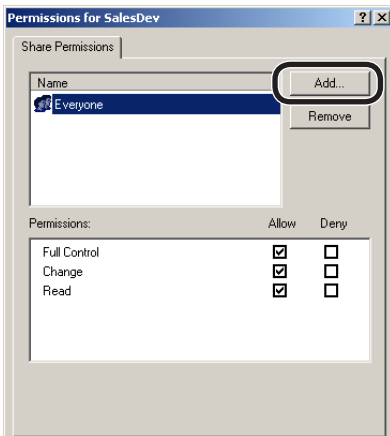 Permissions for SalesDev
Share Permissions
Name
Add...
Everyone
Remove
Permissions: Allow Deny
Full Control
Change
Read